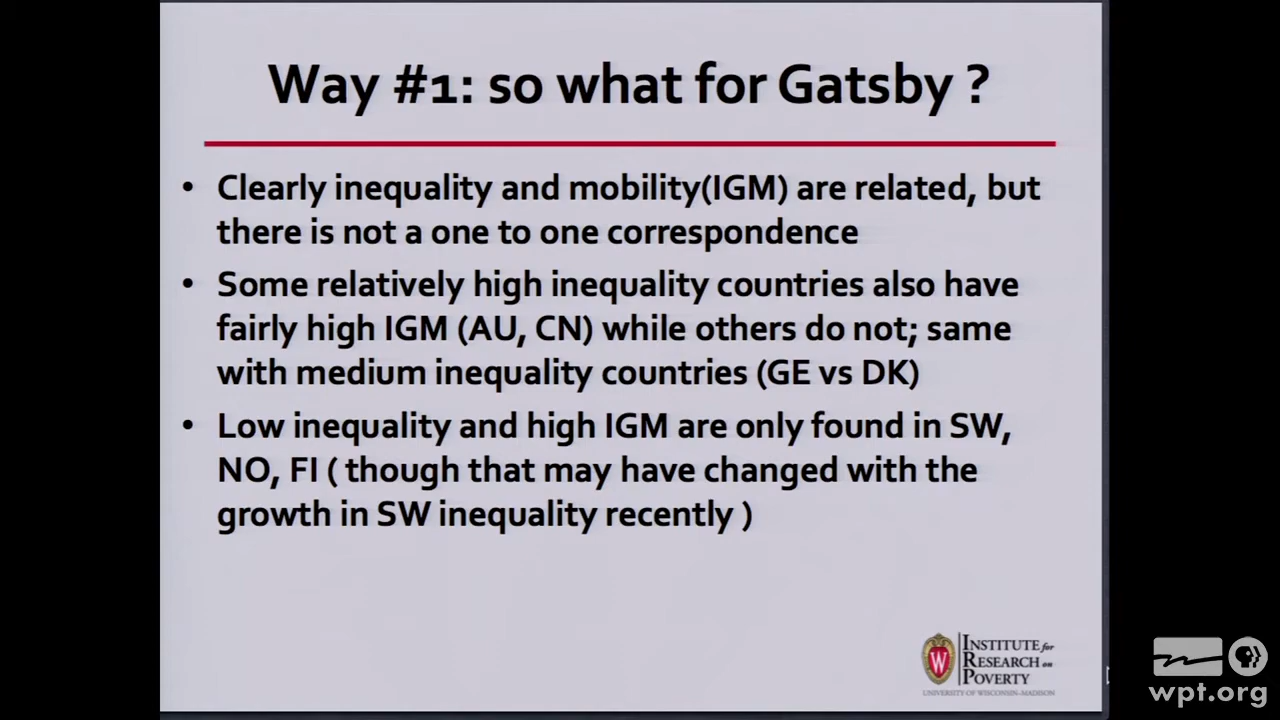 Way #1: so what for Gatsby ?
• Clearly inequality and mobility(IGM) are related, but
there is not a one to one correspondence
• Some relatively high inequality countries also have
fairly high IGM (AU, CN) while others do not; same
with medium inequality countries (GE vs DK)
• Low inequality and high IGM are only found in SW,
NO, FI ( though that may have changed with the
growth in SW inequality recently )
W
INSTITUTE for
RESEARCH on
POVERTY
UNIVERSITY OF WISCONSIN–MADISON
wpt.org